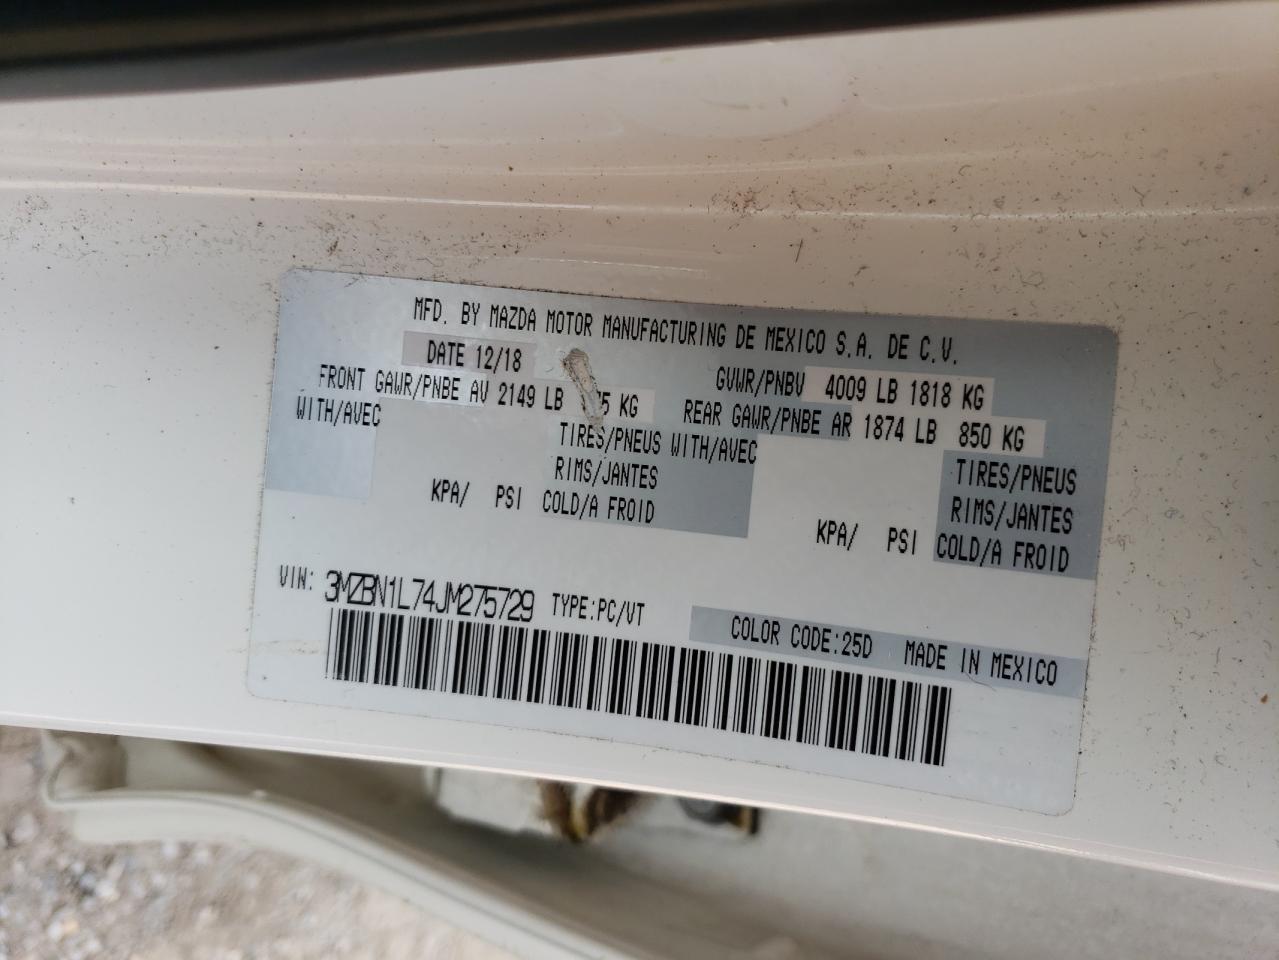 MFD. BY MAZDA MOTOR MANUFACTURING DE MEXICO S.A. DE C.V.
DATE 12/18 GVWR/PNBV 4009 LB 1818 KG
FRONT GAWR/PNBE AV 2149 LB KG REAR GAWR/PNBE AR 1874 LB 850 KG
WITH/AVEC TIRES/PNEUS WITH/AVEC TIRES/PNEUS
RIMS/JANTES RIMS/JANTES
KPA/ PSI COLD/A FROID KPA/ PSI COLD/A FROID
VIN: 3MZBN1L74JM275729 TYPE:PC/VT COLOR CODE:25D MADE IN MEXICO